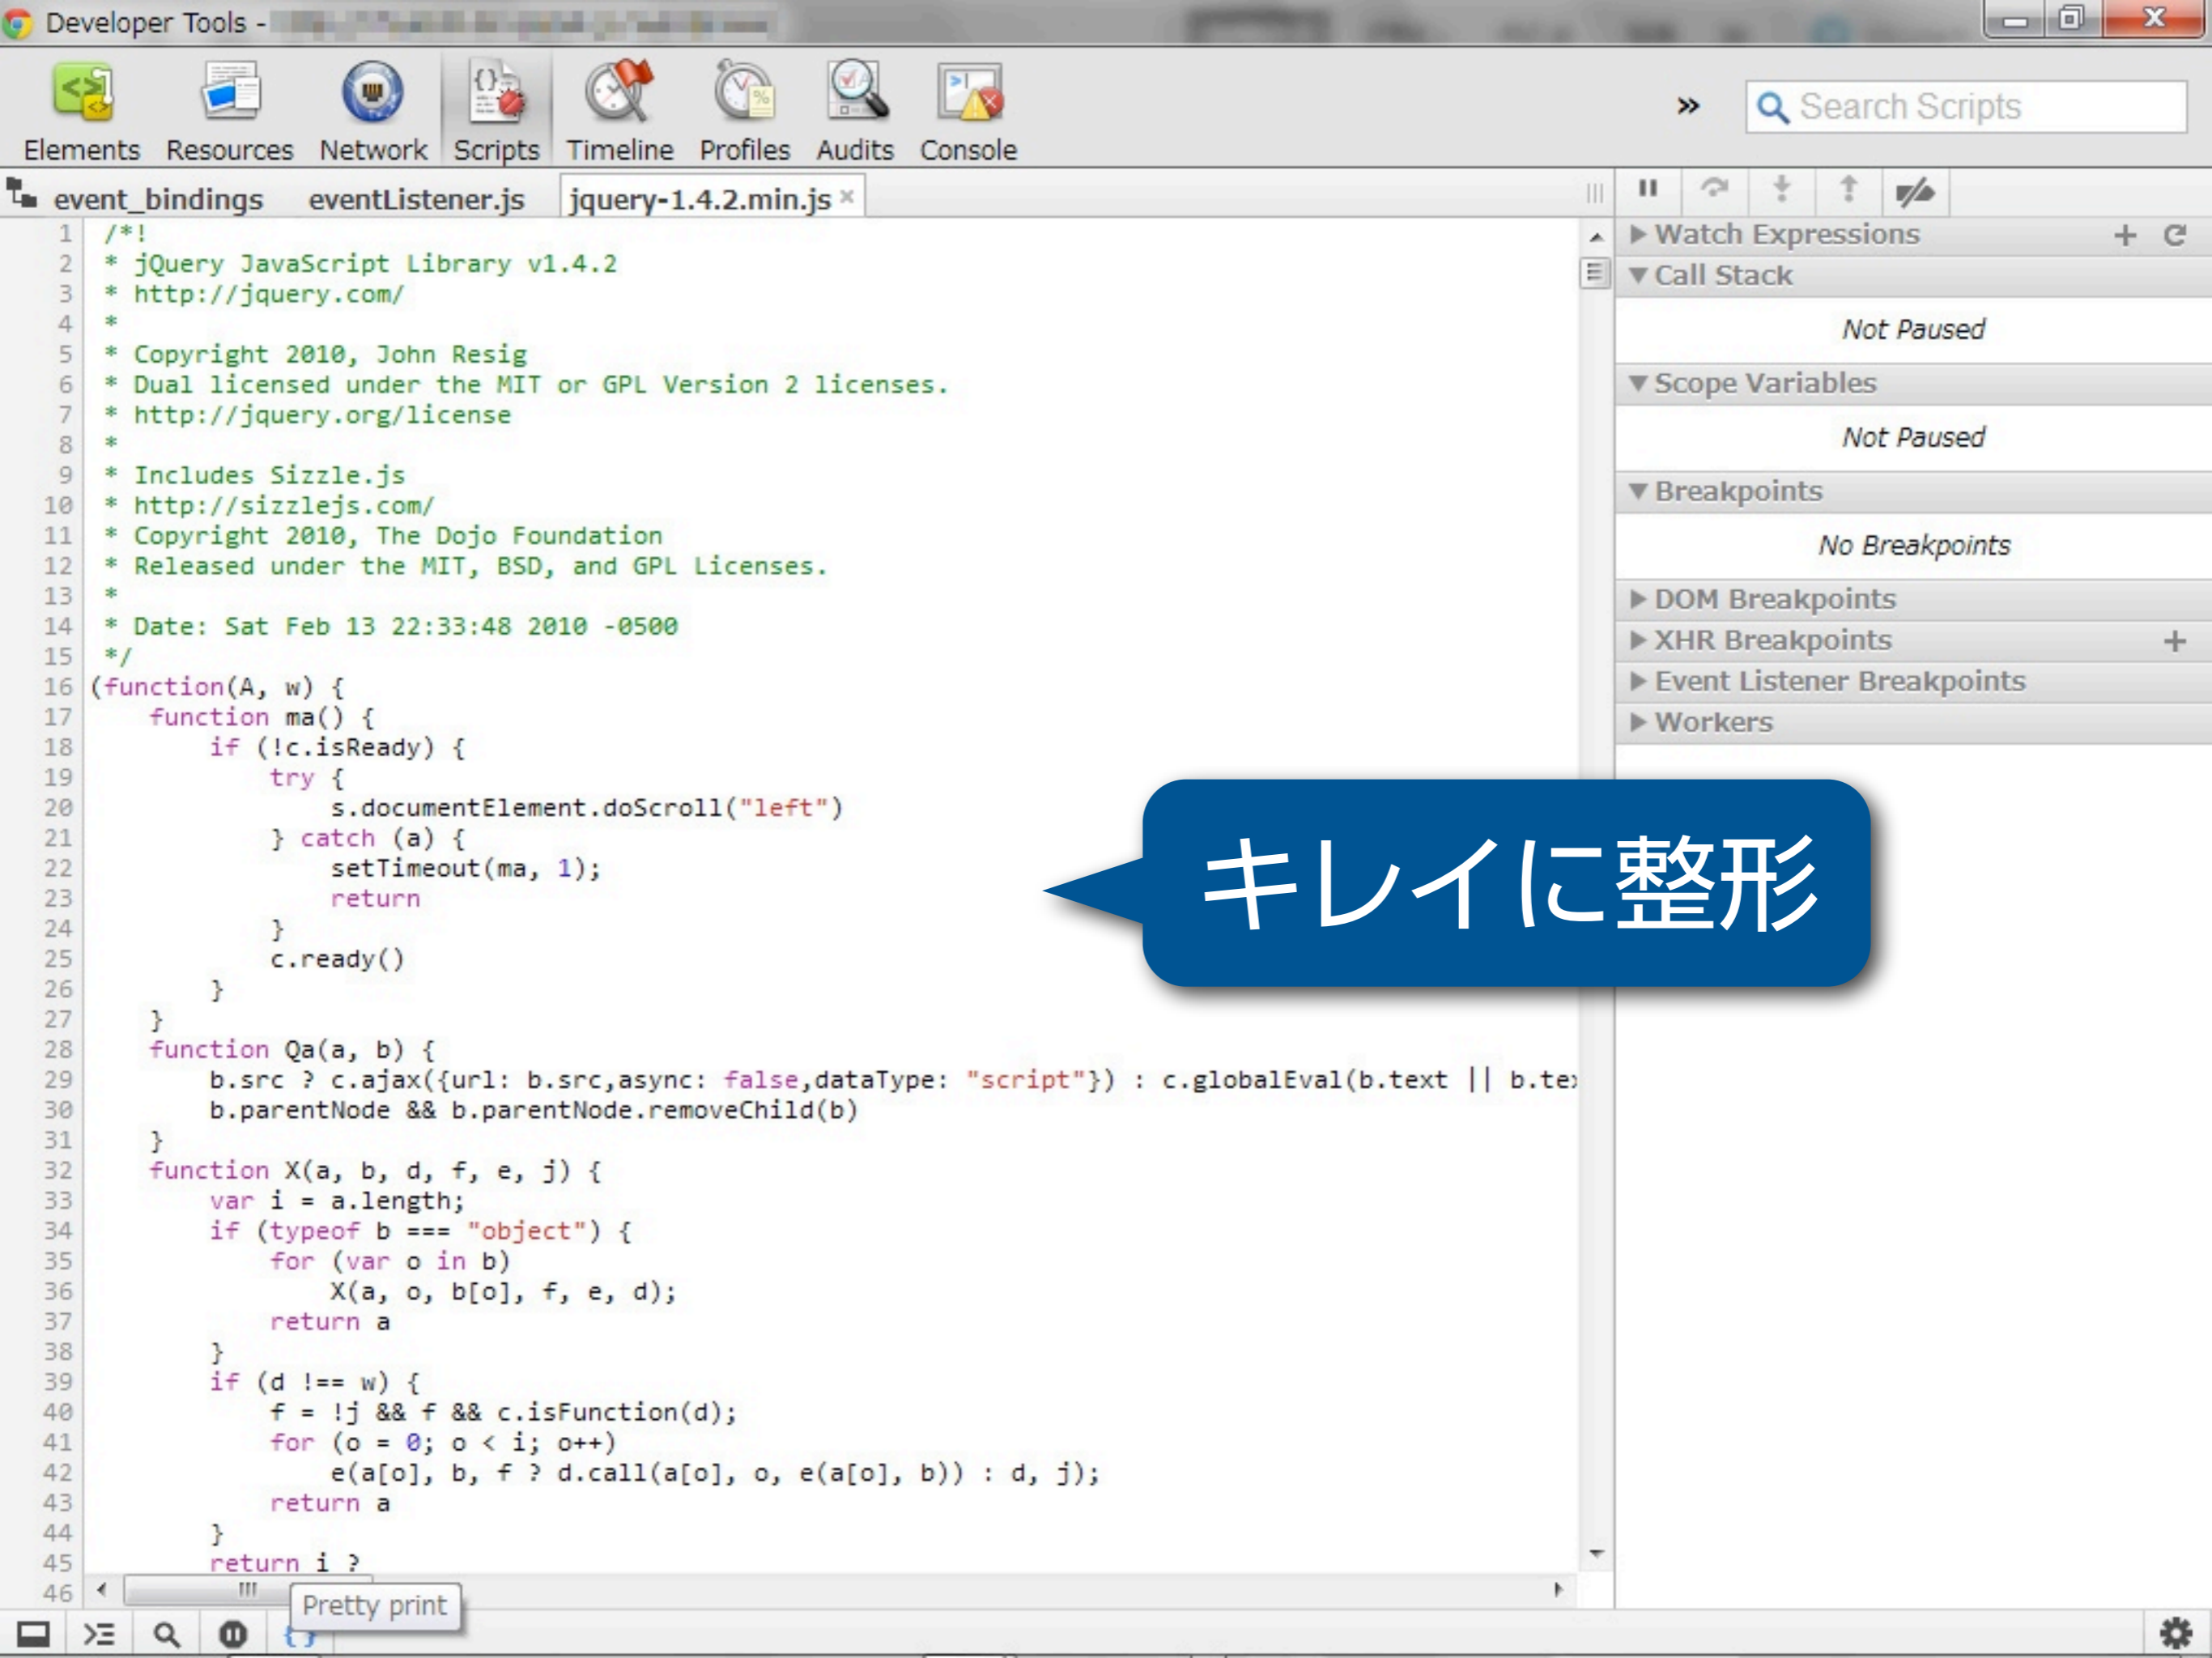 Developer Tools -
Elements Resources Network Scripts Timeline Profiles Audits Console
» Search Scripts
event_bindings eventListener.js jquery-1.4.2.min.js ×
1 /*!
2 * jQuery JavaScript Library v1.4.2
3 * http://jquery.com/
4 *
5 * Copyright 2010, John Resig
6 * Dual licensed under the MIT or GPL Version 2 licenses.
7 * http://jquery.org/license
8 *
9 * Includes Sizzle.js
10 * http://sizzlejs.com/
11 * Copyright 2010, The Dojo Foundation
12 * Released under the MIT, BSD, and GPL Licenses.
13 *
14 * Date: Sat Feb 13 22:33:48 2010 -0500
15 */
16 (function(A, w) {
17     function ma() {
18         if (!c.isReady) {
19             try {
20                 s.documentElement.doScroll("left")
21             } catch (a) {
22                 setTimeout(ma, 1);
23                 return
24             }
25             c.ready()
26         }
27     }
28     function Qa(a, b) {
29         b.src ? c.ajax({url: b.src,async: false,dataType: "script"}) : c.globalEval(b.text || b.te
30         b.parentNode && b.parentNode.removeChild(b)
31     }
32     function X(a, b, d, f, e, j) {
33         var i = a.length;
34         if (typeof b === "object") {
35             for (var o in b)
36                 X(a, o, b[o], f, e, d);
37             return a
38         }
39         if (d !== w) {
40             f = !j && f && c.isFunction(d);
41             for (o = 0; o < i; o++)
42                 e(a[o], b, f ? d.call(a[o], o, e(a[o], b)) : d, j);
43             return a
44         }
45         return i ?
46
Pretty print
Watch Expressions
Call Stack
Not Paused
Scope Variables
Not Paused
Breakpoints
No Breakpoints
DOM Breakpoints
XHR Breakpoints
Event Listener Breakpoints
Workers
キレイに整形